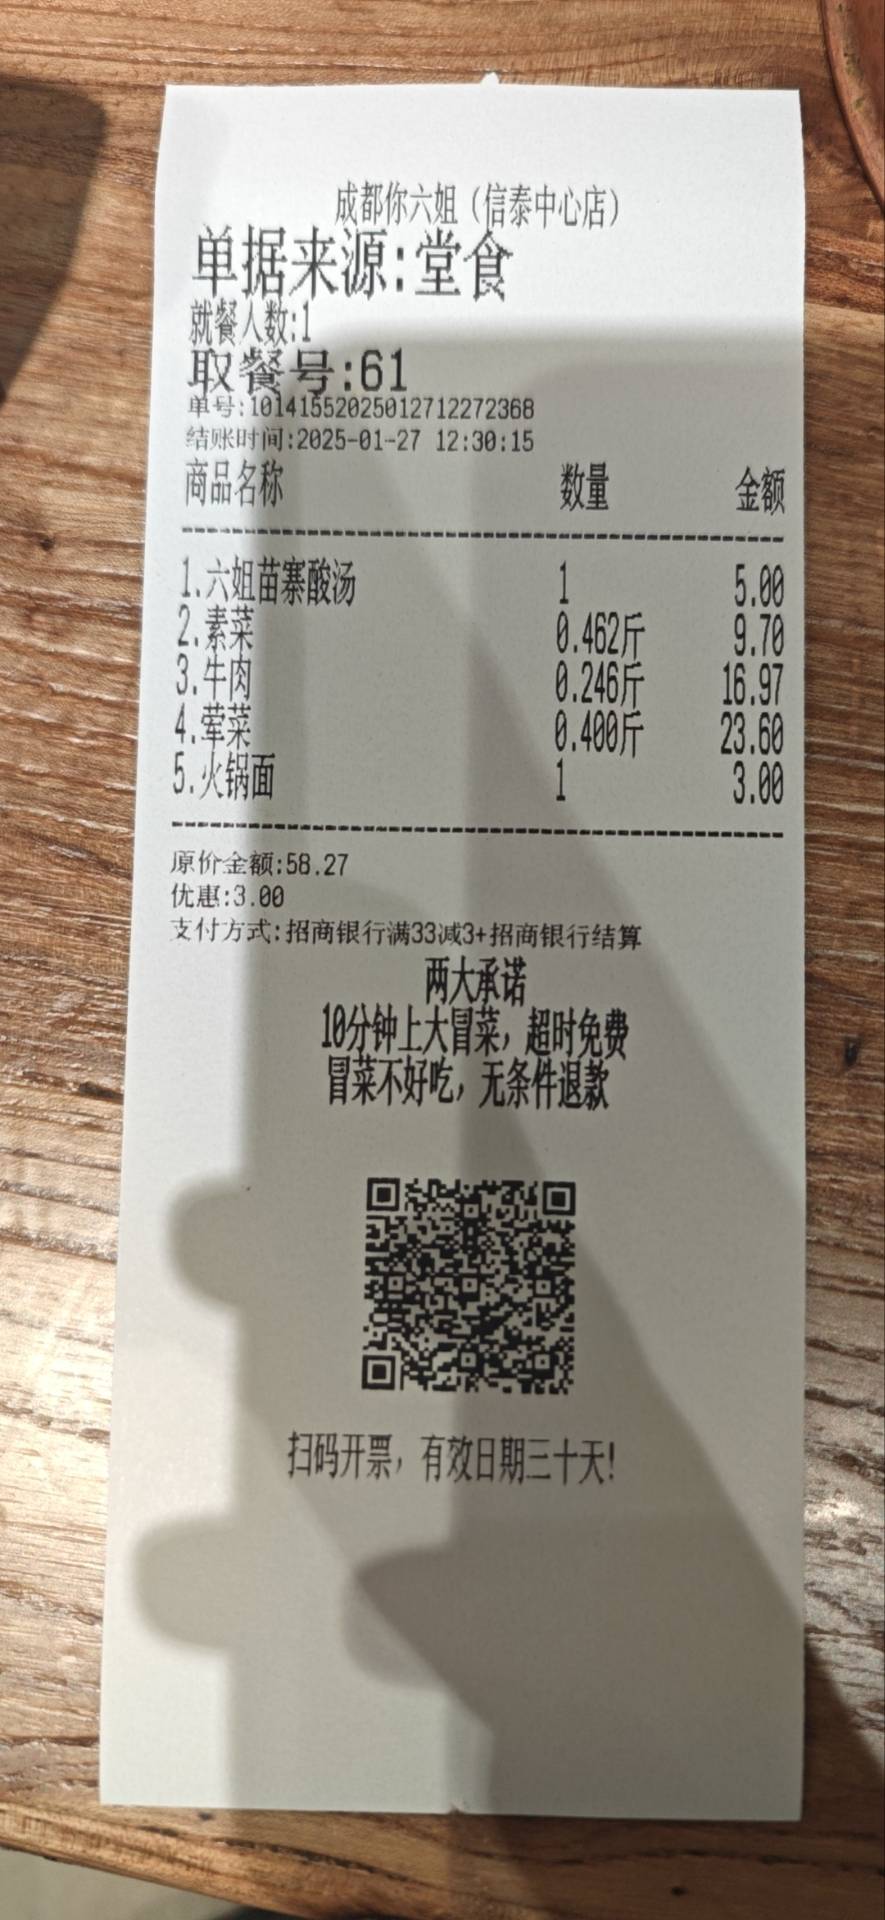 成都你六姐（信泰中心店）
单据来源:堂食
就餐人数:1
取餐号:61
单号:10141552025012712272368
结账时间:2025-01-27 12:30:15
商品名称 数量 金额
1.六姐苗寨酸汤 1 5.00
2.素菜 0.462斤 9.70
3.牛肉 0.246斤 16.97
4.荤菜 0.400斤 23.60
5.火锅面 1 3.00
原价金额:58.27
优惠:3.00
支付方式:招商银行满33减3+招商银行结算
两大承诺
10分钟上大冒菜，超时免费
冒菜不好吃，无条件退款
扫码开票，有效日期三十天!